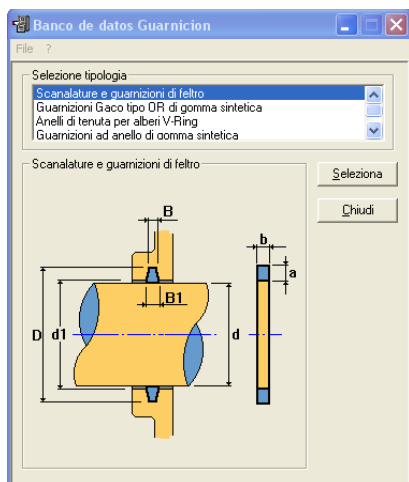 Banco de datos Guarnicion
File ?
Selezione tipologia
Scanalature e guarnizioni di feltro
Guarnizioni Gaco tipo OR di gomma sintetica
Anelli di tenuta per alberi V-Ring
Guarnizioni ad anello di gomma sintetica
Scanalature e guarnizioni di feltro
Seleziona
Chiudi
B
b
a
B1
D
d1
d